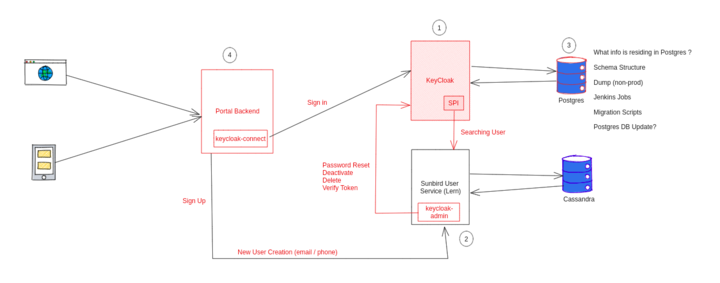 1
4
3
What info is residing in Postgres ?
KeyCloak
Schema Structure
Postgres
Dump (non-prod)
SPI
Sign in
Portal Backend
Jenkins Jobs
keycloak-connect
Migration Scripts
Searching User
Postgres DB Update?
Password Reset
Deactivate
Delete
Verify Token
Sunbird User
Service (Lern)
Sign Up
Cassandra
keycloak-
admin
2
New User Creation (email / phone)